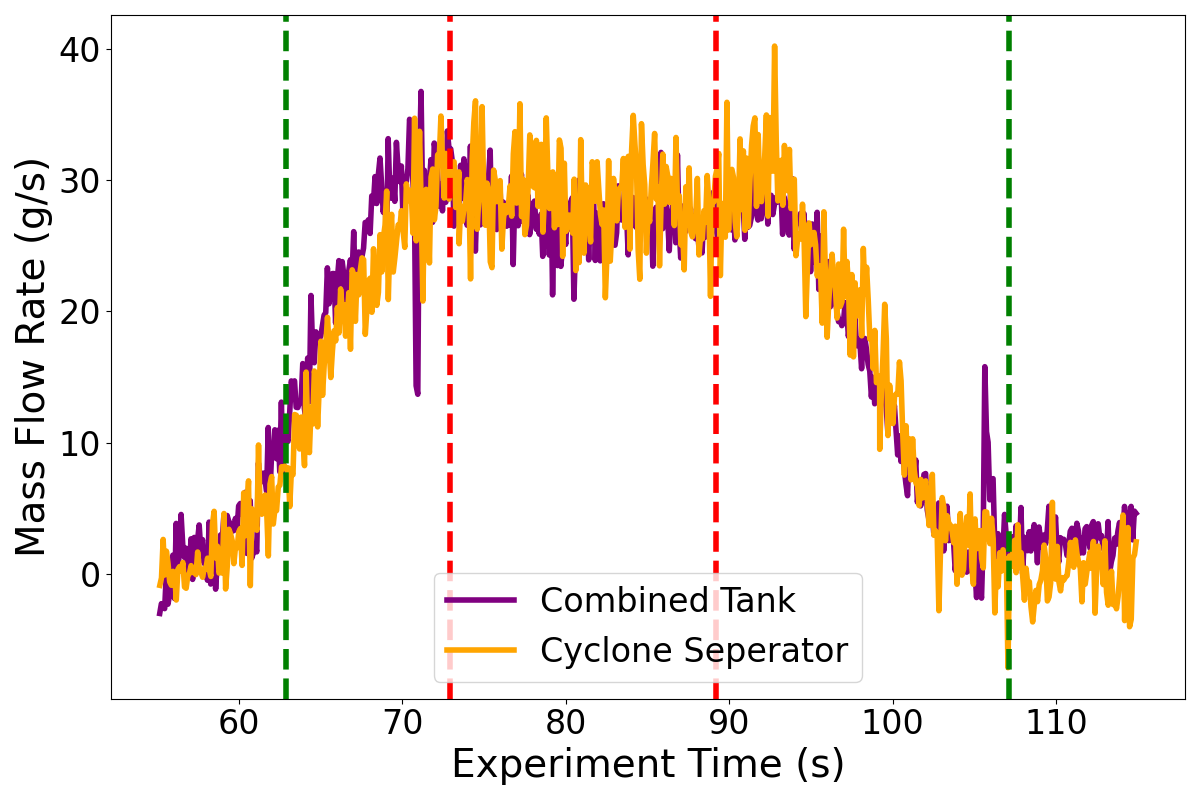 Mass Flow Rate (g/s)
40
30
20
10
0
Combined Tank
Cyclone Seperator
60 70 80 90 100 110
Experiment Time (s)